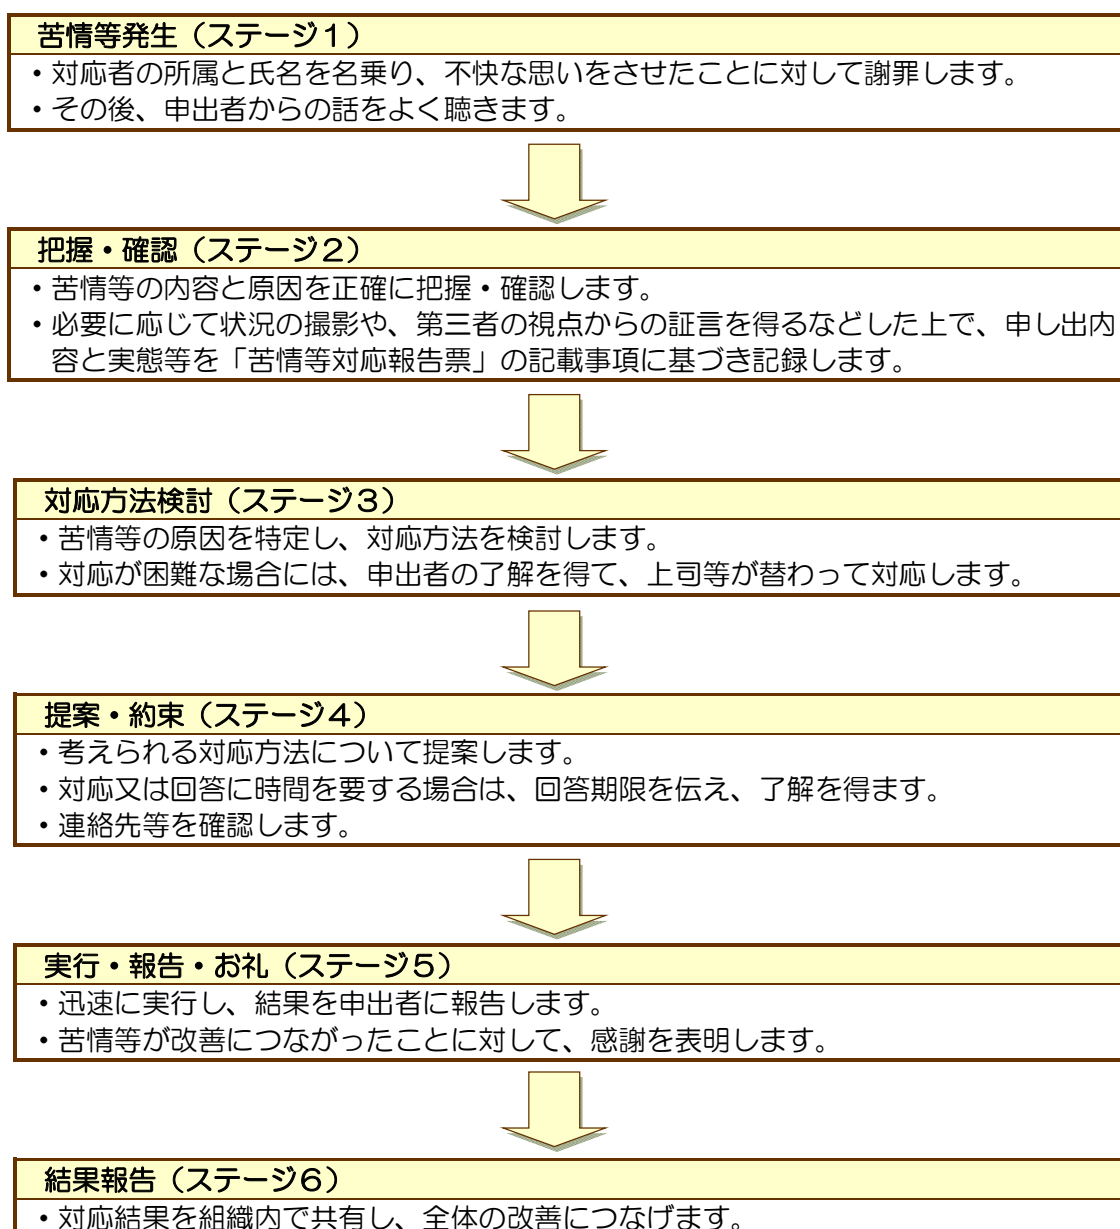 苦情等発生（ステージ１）
・対応者の所属と氏名を名乗り、不快な思いをさせたことに対して謝罪します。
・その後、申出者からの話をよく聴きます。
把握・確認（ステージ２）
・苦情等の内容と原因を正確に把握・確認します。
・必要に応じて状況の撮影や、第三者の視点からの証言を得るなどした上で、申し出内
容と実態等を「苦情等対応報告票」の記載事項に基づき記録します。
対応方法検討（ステージ３）
・苦情等の原因を特定し、対応方法を検討します。
・対応が困難な場合には、申出者の了解を得て、上司等が替わって対応します。
提案・約束（ステージ４）
・考えられる対応方法について提案します。
・対応又は回答に時間を要する場合は、回答期限を伝え、了解を得ます。
・連絡先等を確認します。
実行・報告・お礼（ステージ５）
・迅速に実行し、結果を申出者に報告します。
・苦情等が改善につながったことに対して、感謝を表明します。
結果報告（ステージ６）
・対応結果を組織内で共有し、全体の改善につなげます。